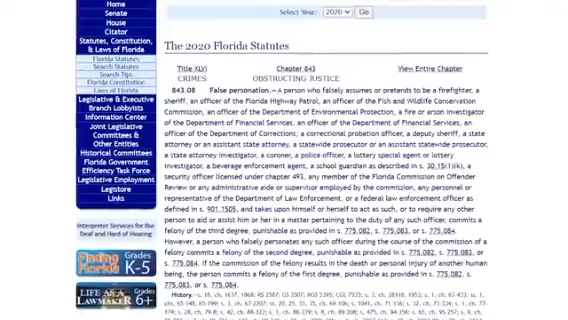 Home
Senate
House
Citator
Statutes, Constitution,
& Laws of Florida
Florida Statutes
Search Statutes
Search Tips
Florida Constitution
Laws of Florida
Legislative & Executive
Branch Lobbyists
Information Center
Joint Legislative
Committees &
Other Entities
Historical Committees
Florida Government
Efficiency Task Force
Legislative Employment
Legistore
Links
Interpreter Services for the
Deaf and Hard of Hearing
Finding
Florida
Grades
K-5
LIFE AS A
LAWMAKER
Grades
6+
Select Year: 2020 Go
The 2020 Florida Statutes
Title XLVI Chapter 843 View Entire Chapter
CRIMES OBSTRUCTING JUSTICE
843.08 False personation.—A person who falsely assumes or pretends to be a firefighter, a
sheriff, an officer of the Florida Highway Patrol, an officer of the Fish and Wildlife Conservation
Commission, an officer of the Department of Environmental Protection, a fire or arson investigator
of the Department of Financial Services, an officer of the Department of Financial Services, an
officer of the Department of Corrections, a correctional probation officer, a deputy sheriff, a state
attorney or an assistant state attorney, a statewide prosecutor or an assistant statewide prosecutor,
a state attorney investigator, a coroner, a police officer, a lottery special agent or lottery
investigator, a beverage enforcement agent, a school guardian as described in s. 30.15(1)(k), a
security officer licensed under chapter 493, any member of the Florida Commission on Offender
Review or any administrative aide or supervisor employed by the commission, any personnel or
representative of the Department of Law Enforcement, or a federal law enforcement officer as
defined in s. 901.1505, and takes upon himself or herself to act as such, or to require any other
person to aid or assist him or her in a matter pertaining to the duty of any such officer, commits a
felony of the third degree, punishable as provided in s. 775.082, s. 775.083, or s. 775.084.
However, a person who falsely personates any such officer during the course of the commission of a
felony commits a felony of the second degree, punishable as provided in s. 775.082, s. 775.083, or
s. 775.084. If the commission of the felony results in the death or personal injury of another human
being, the person commits a felony of the first degree, punishable as provided in s. 775.082, s.
775.083, or s. 775.084.
History.—s. 19, ch. 1637, 1868; RS 2587; GS 3507; RGS 5395; CGL 7535;